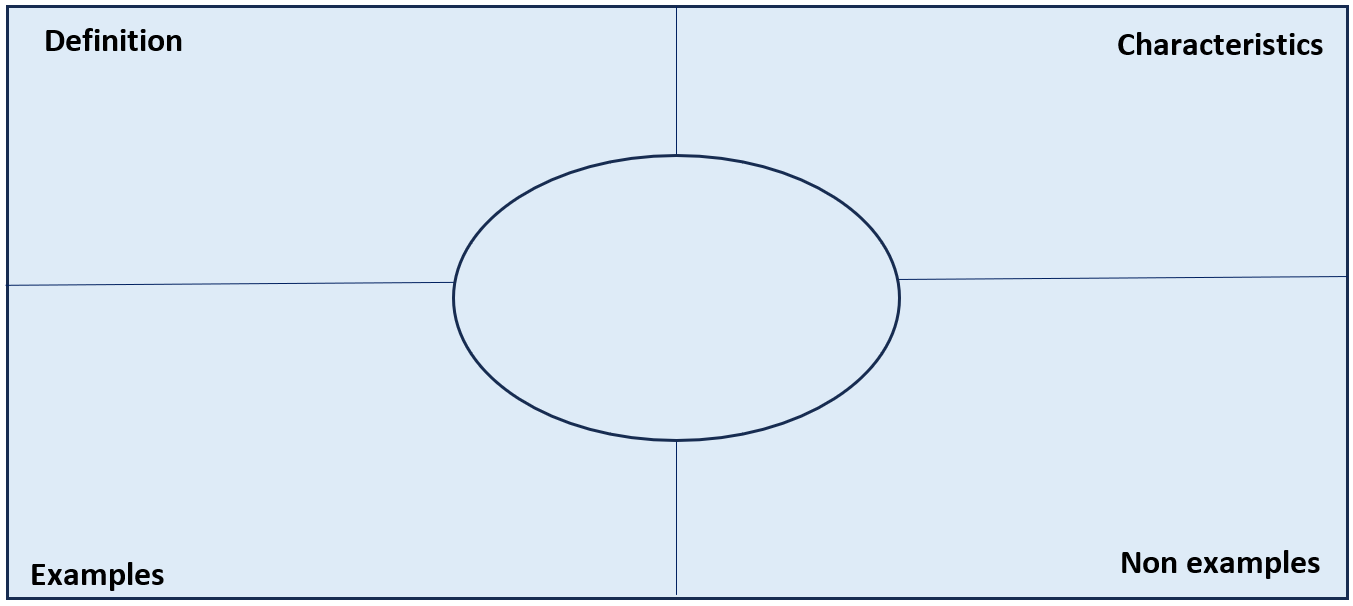 Definition
Characteristics
Examples
Non examples